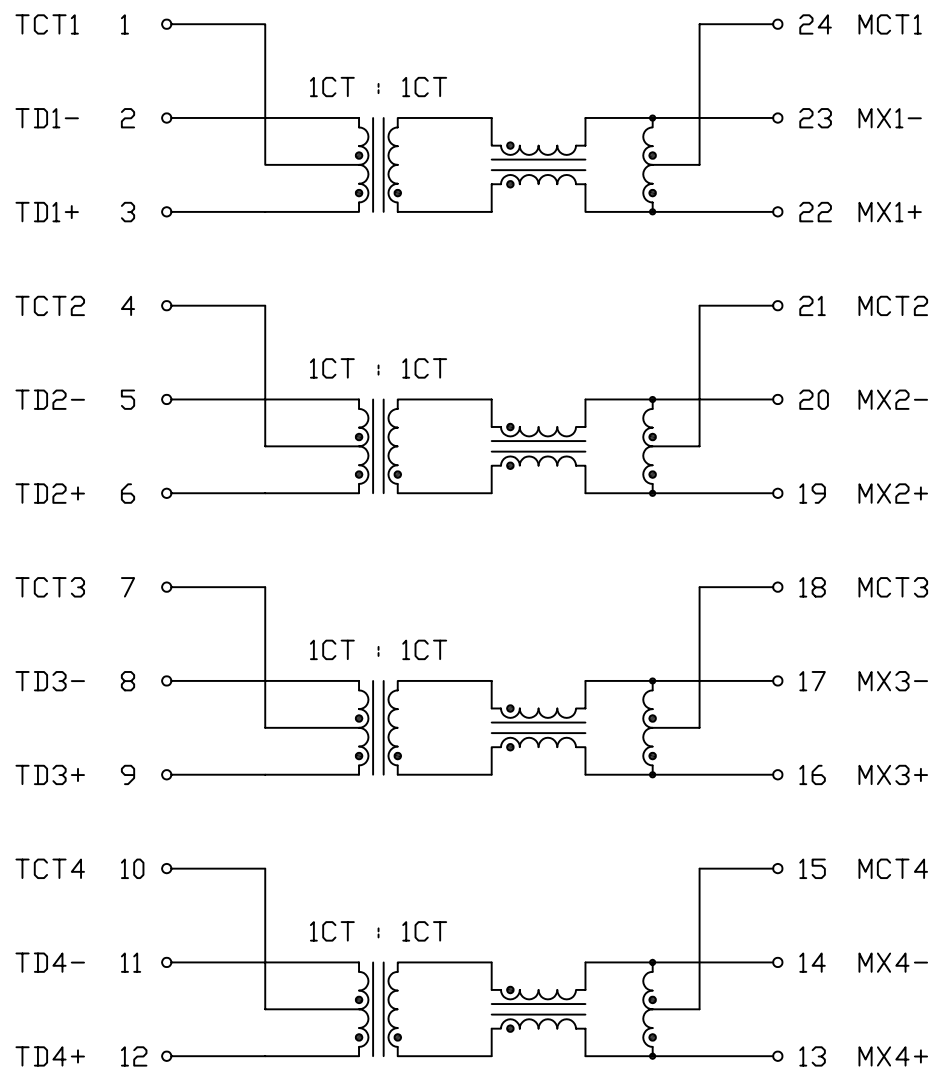 TCT1 1 24 MCT1
1CT : 1CT
TD1- 2 23 MX1-
TD1+ 3 22 MX1+
TCT2 4 21 MCT2
1CT : 1CT
TD2- 5 20 MX2-
TD2+ 6 19 MX2+
TCT3 7 18 MCT3
1CT : 1CT
TD3- 8 17 MX3-
TD3+ 9 16 MX3+
TCT4 10 15 MCT4
1CT : 1CT
TD4- 11 14 MX4-
TD4+ 12 13 MX4+